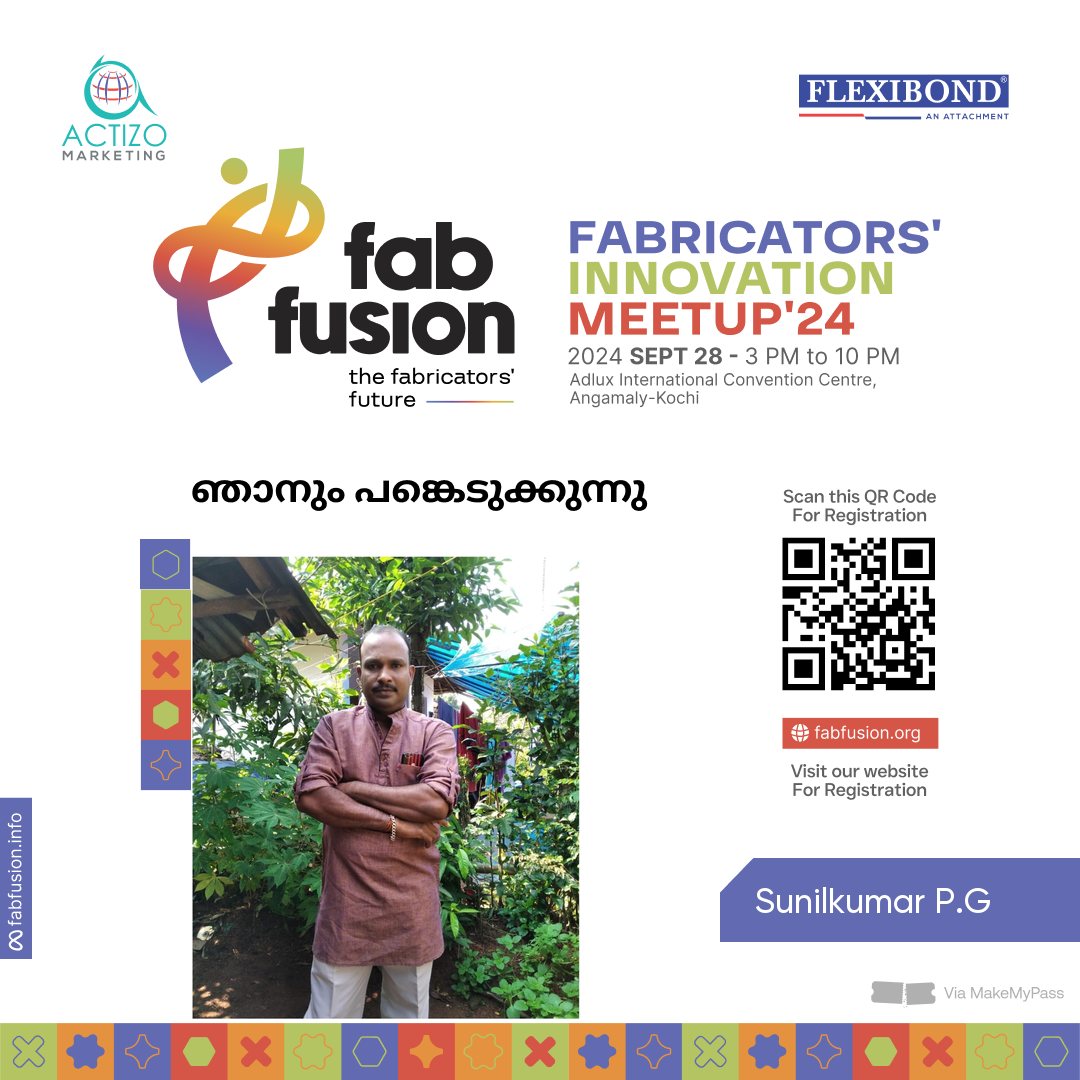 ACTIZO
MARKETING
FLEXIBOND®
AN ATTACHMENT
fab
fusion
the fabricators'
future
FABRICATORS'
INNOVATION
MEETUP'24
2024 SEPT 28 - 3 PM to 10 PM
Adlux International Convention Centre,
Angamaly-Kochi
ഞാനും പങ്കെടുക്കുന്നു
Scan this QR Code
For Registration
fabfusion.org
Visit our website
For Registration
fabfusion.info
Sunilkumar P.G
Via MakeMyPass